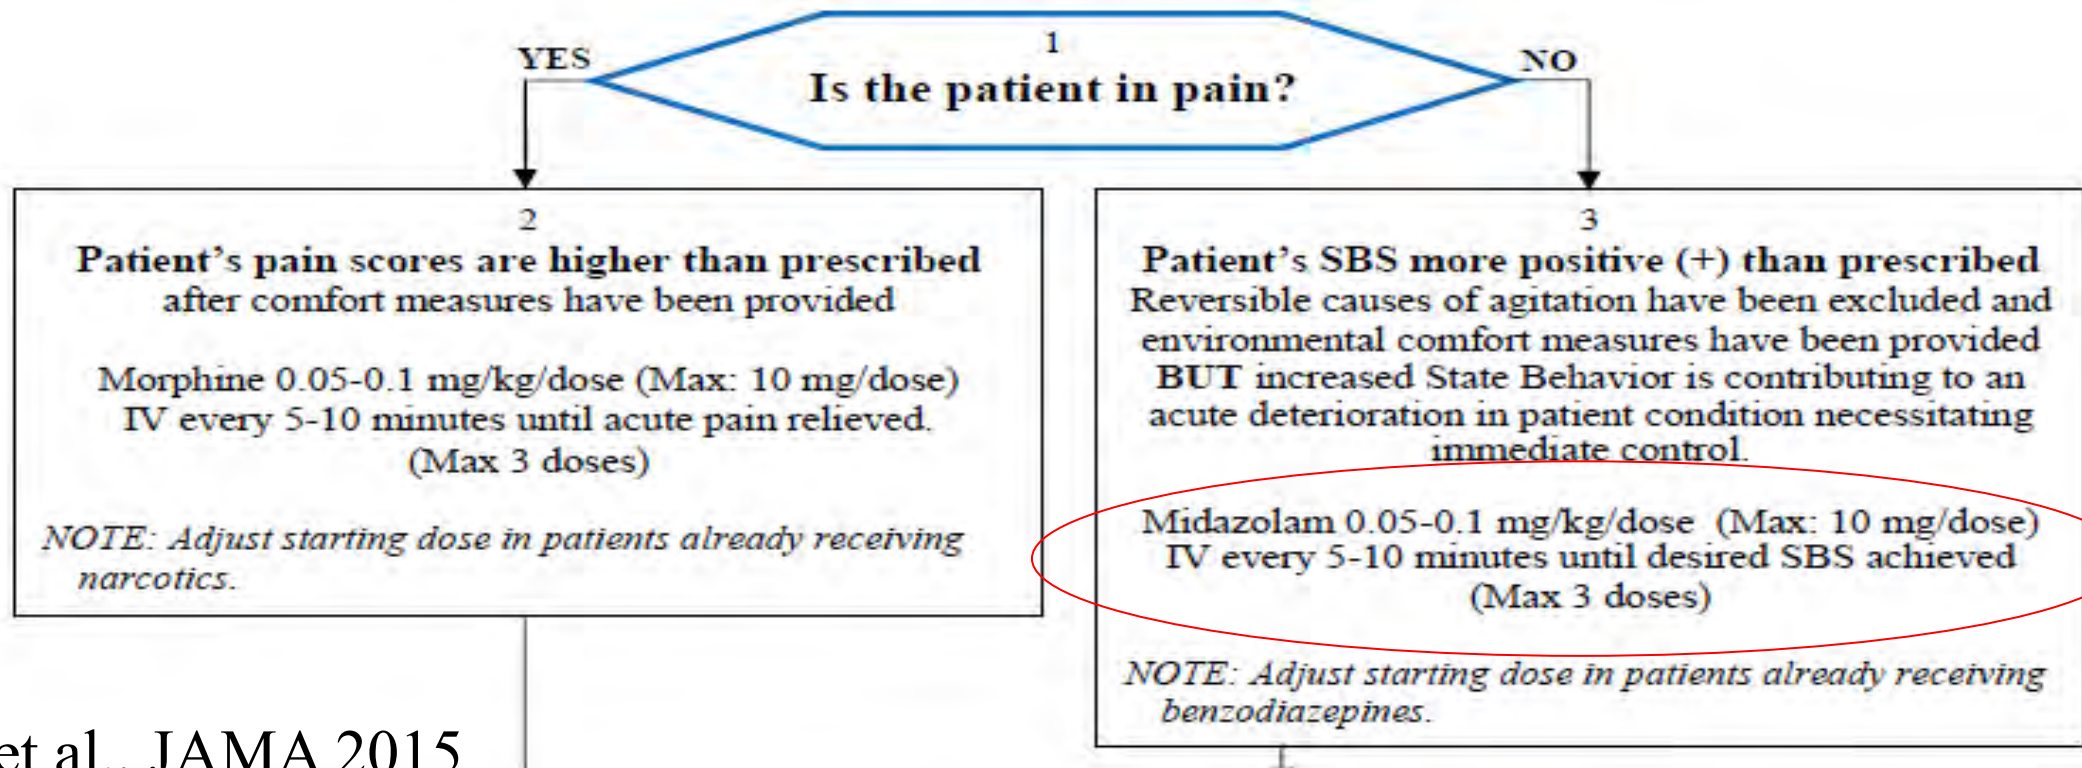 1
Is the patient in pain?
YES
NO
2
Patient's pain scores are higher than prescribed
after comfort measures have been provided
Morphine 0.05-0.1 mg/kg/dose (Max: 10 mg/dose)
IV every 5-10 minutes until acute pain relieved.
(Max 3 doses)
NOTE: Adjust starting dose in patients already receiving
narcotics.
3
Patient's SBS more positive (+) than prescribed
Reversible causes of agitation have been excluded and
environmental comfort measures have been provided
BUT increased State Behavior is contributing to an
acute deterioration in patient condition necessitating
immediate control.
Midazolam 0.05-0.1 mg/kg/dose (Max: 10 mg/dose)
IV every 5-10 minutes until desired SBS achieved
(Max 3 doses)
NOTE: Adjust starting dose in patients already receiving
benzodiazepines.
et al., JAMA 2015